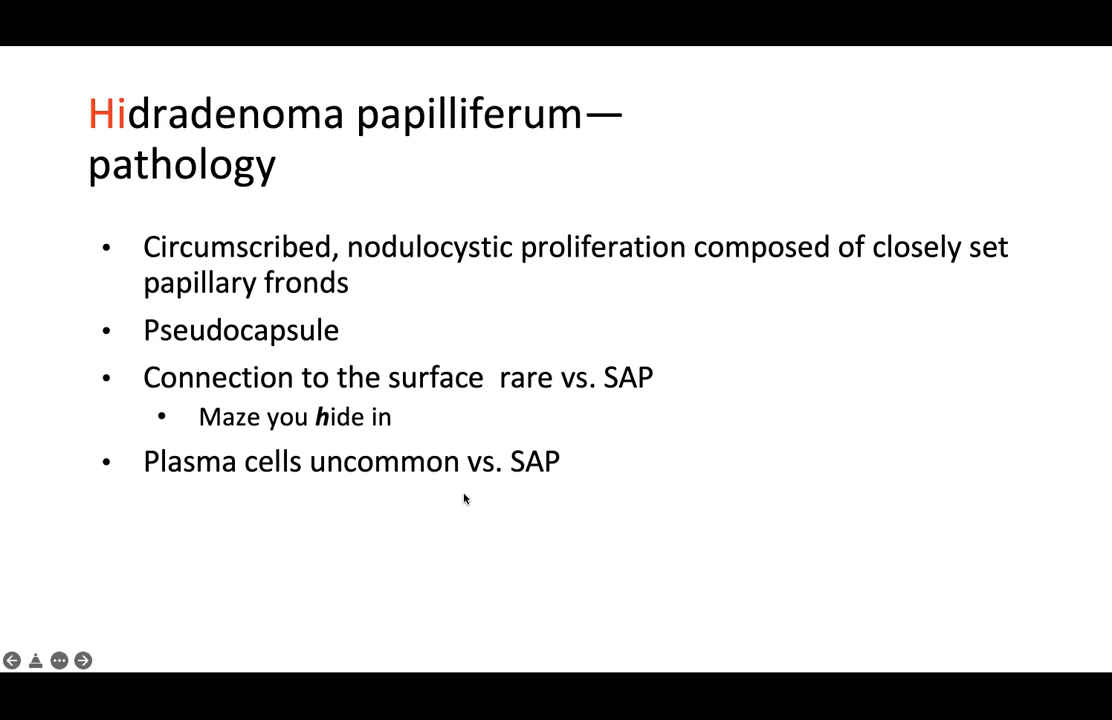 Hidradenoma papilliferum—
pathology
• Circumscribed, nodulocystic proliferation composed of closely set
papillary fronds
• Pseudocapsule
• Connection to the surface  rare vs. SAP
• Maze you hide in
• Plasma cells uncommon vs. SAP